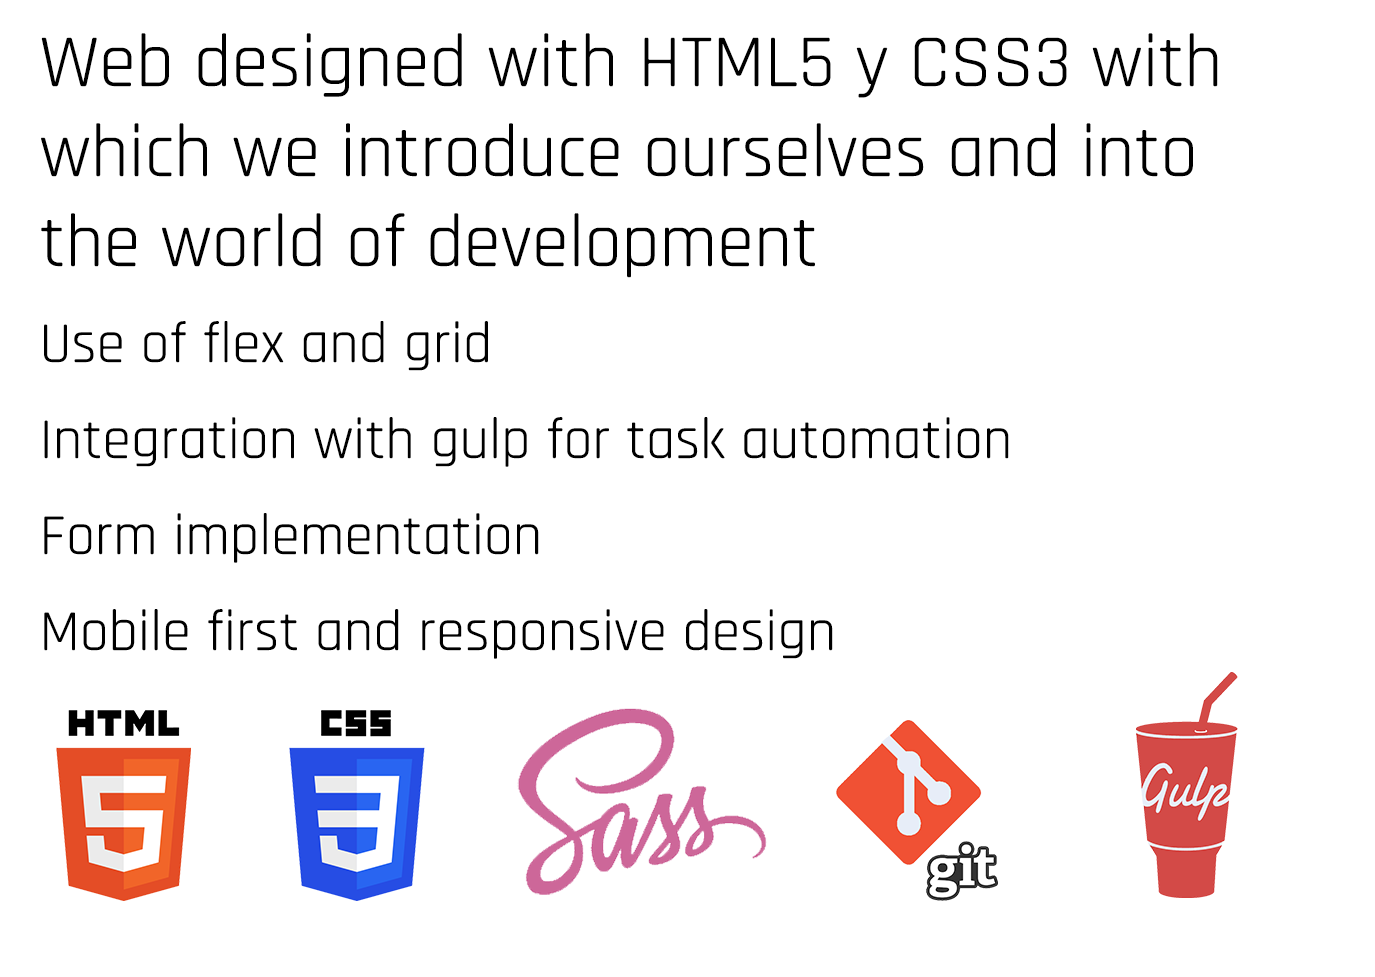 Web designed with HTML5 y CSS3 with
which we introduce ourselves and into
the world of development
Use of flex and grid
Integration with gulp for task automation
Form implementation
Mobile first and responsive design
HTML CSS
5 3 Sass git Gulp